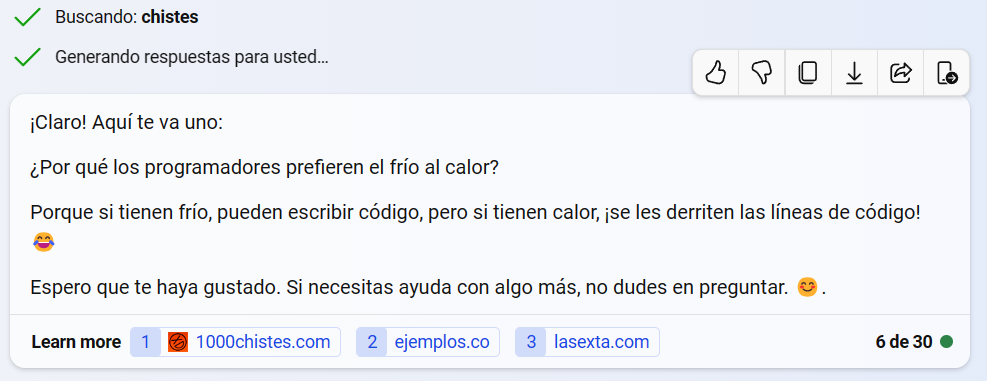 Buscando: chistes
Generando respuestas para usted...
¡Claro! Aquí te va uno:
¿Por qué los programadores prefieren el frío al calor?
Porque si tienen frío, pueden escribir código, pero si tienen calor, ¡se les derriten las líneas de código!
😂
Espero que te haya gustado. Si necesitas ayuda con algo más, no dudes en preguntar. 😊.
Learn more 1 1000chistes.com 2 ejemplos.co 3 lasexta.com 6 de 30